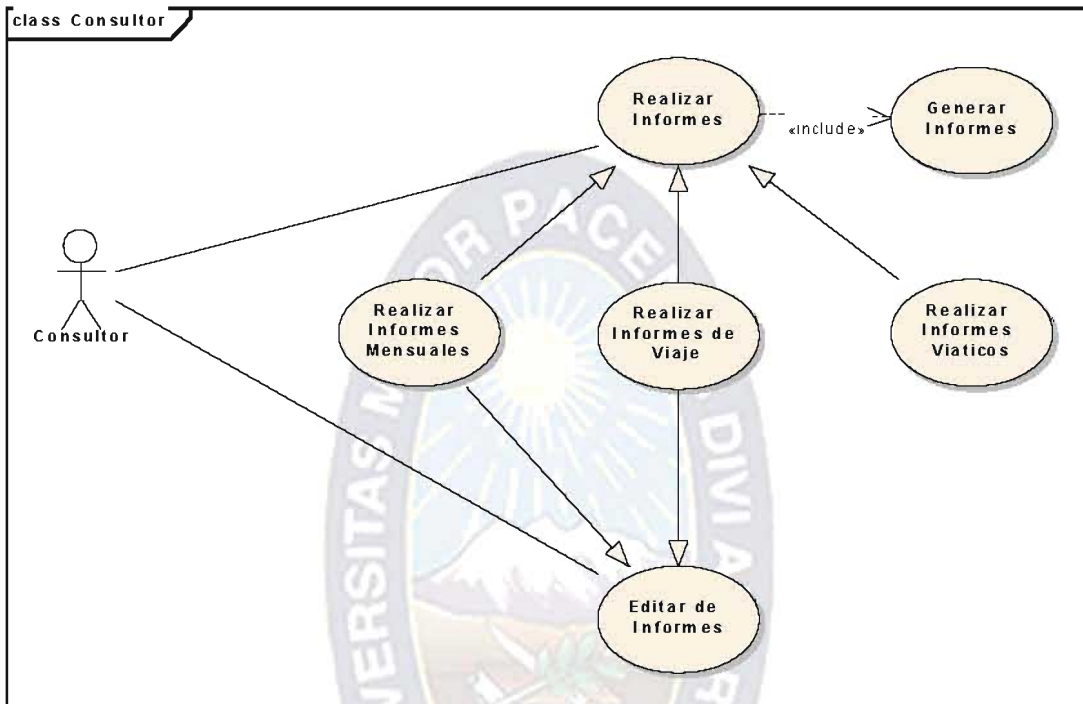 class Consultor
Realizar
Informes
«include»
Generar
Informes
Consultor
Realizar
Informes
Mensuales
Realizar
Informes de
Viaje
Realizar
Informes
Viaticos
Editar de
Informes